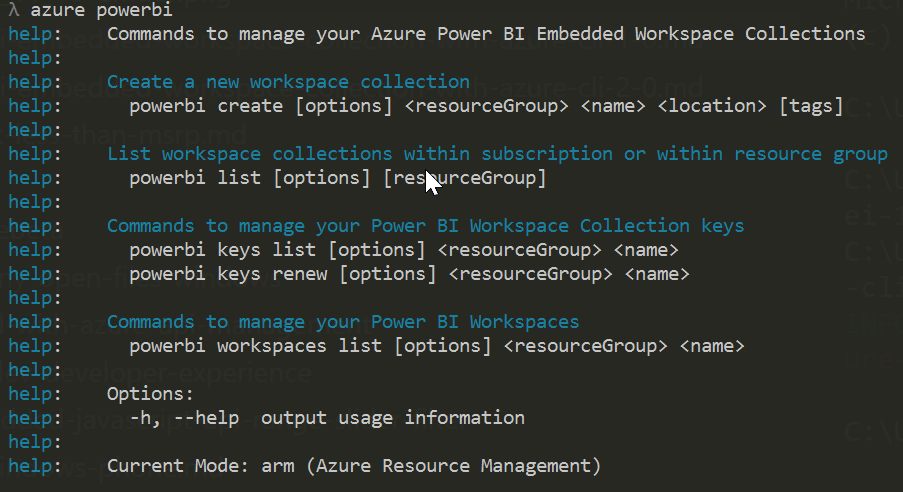 λ azure powerbi
help:    Commands to manage your Azure Power BI Embedded Workspace Collections
help:
help:    Create a new workspace collection
help:      powerbi create [options] <resourceGroup> <name> <location> [tags]
help:
help:    List workspace collections within subscription or within resource group
help:      powerbi list [options] [resourceGroup]
help:
help:    Commands to manage your Power BI Workspace Collection keys
help:      powerbi keys list [options] <resourceGroup> <name>
help:      powerbi keys renew [options] <resourceGroup> <name>
help:
help:    Commands to manage your Power BI Workspaces
help:      powerbi workspaces list [options] <resourceGroup> <name>
help:
help:    Options:
help:      -h, --help  output usage information
help:
help:    Current Mode: arm (Azure Resource Management)